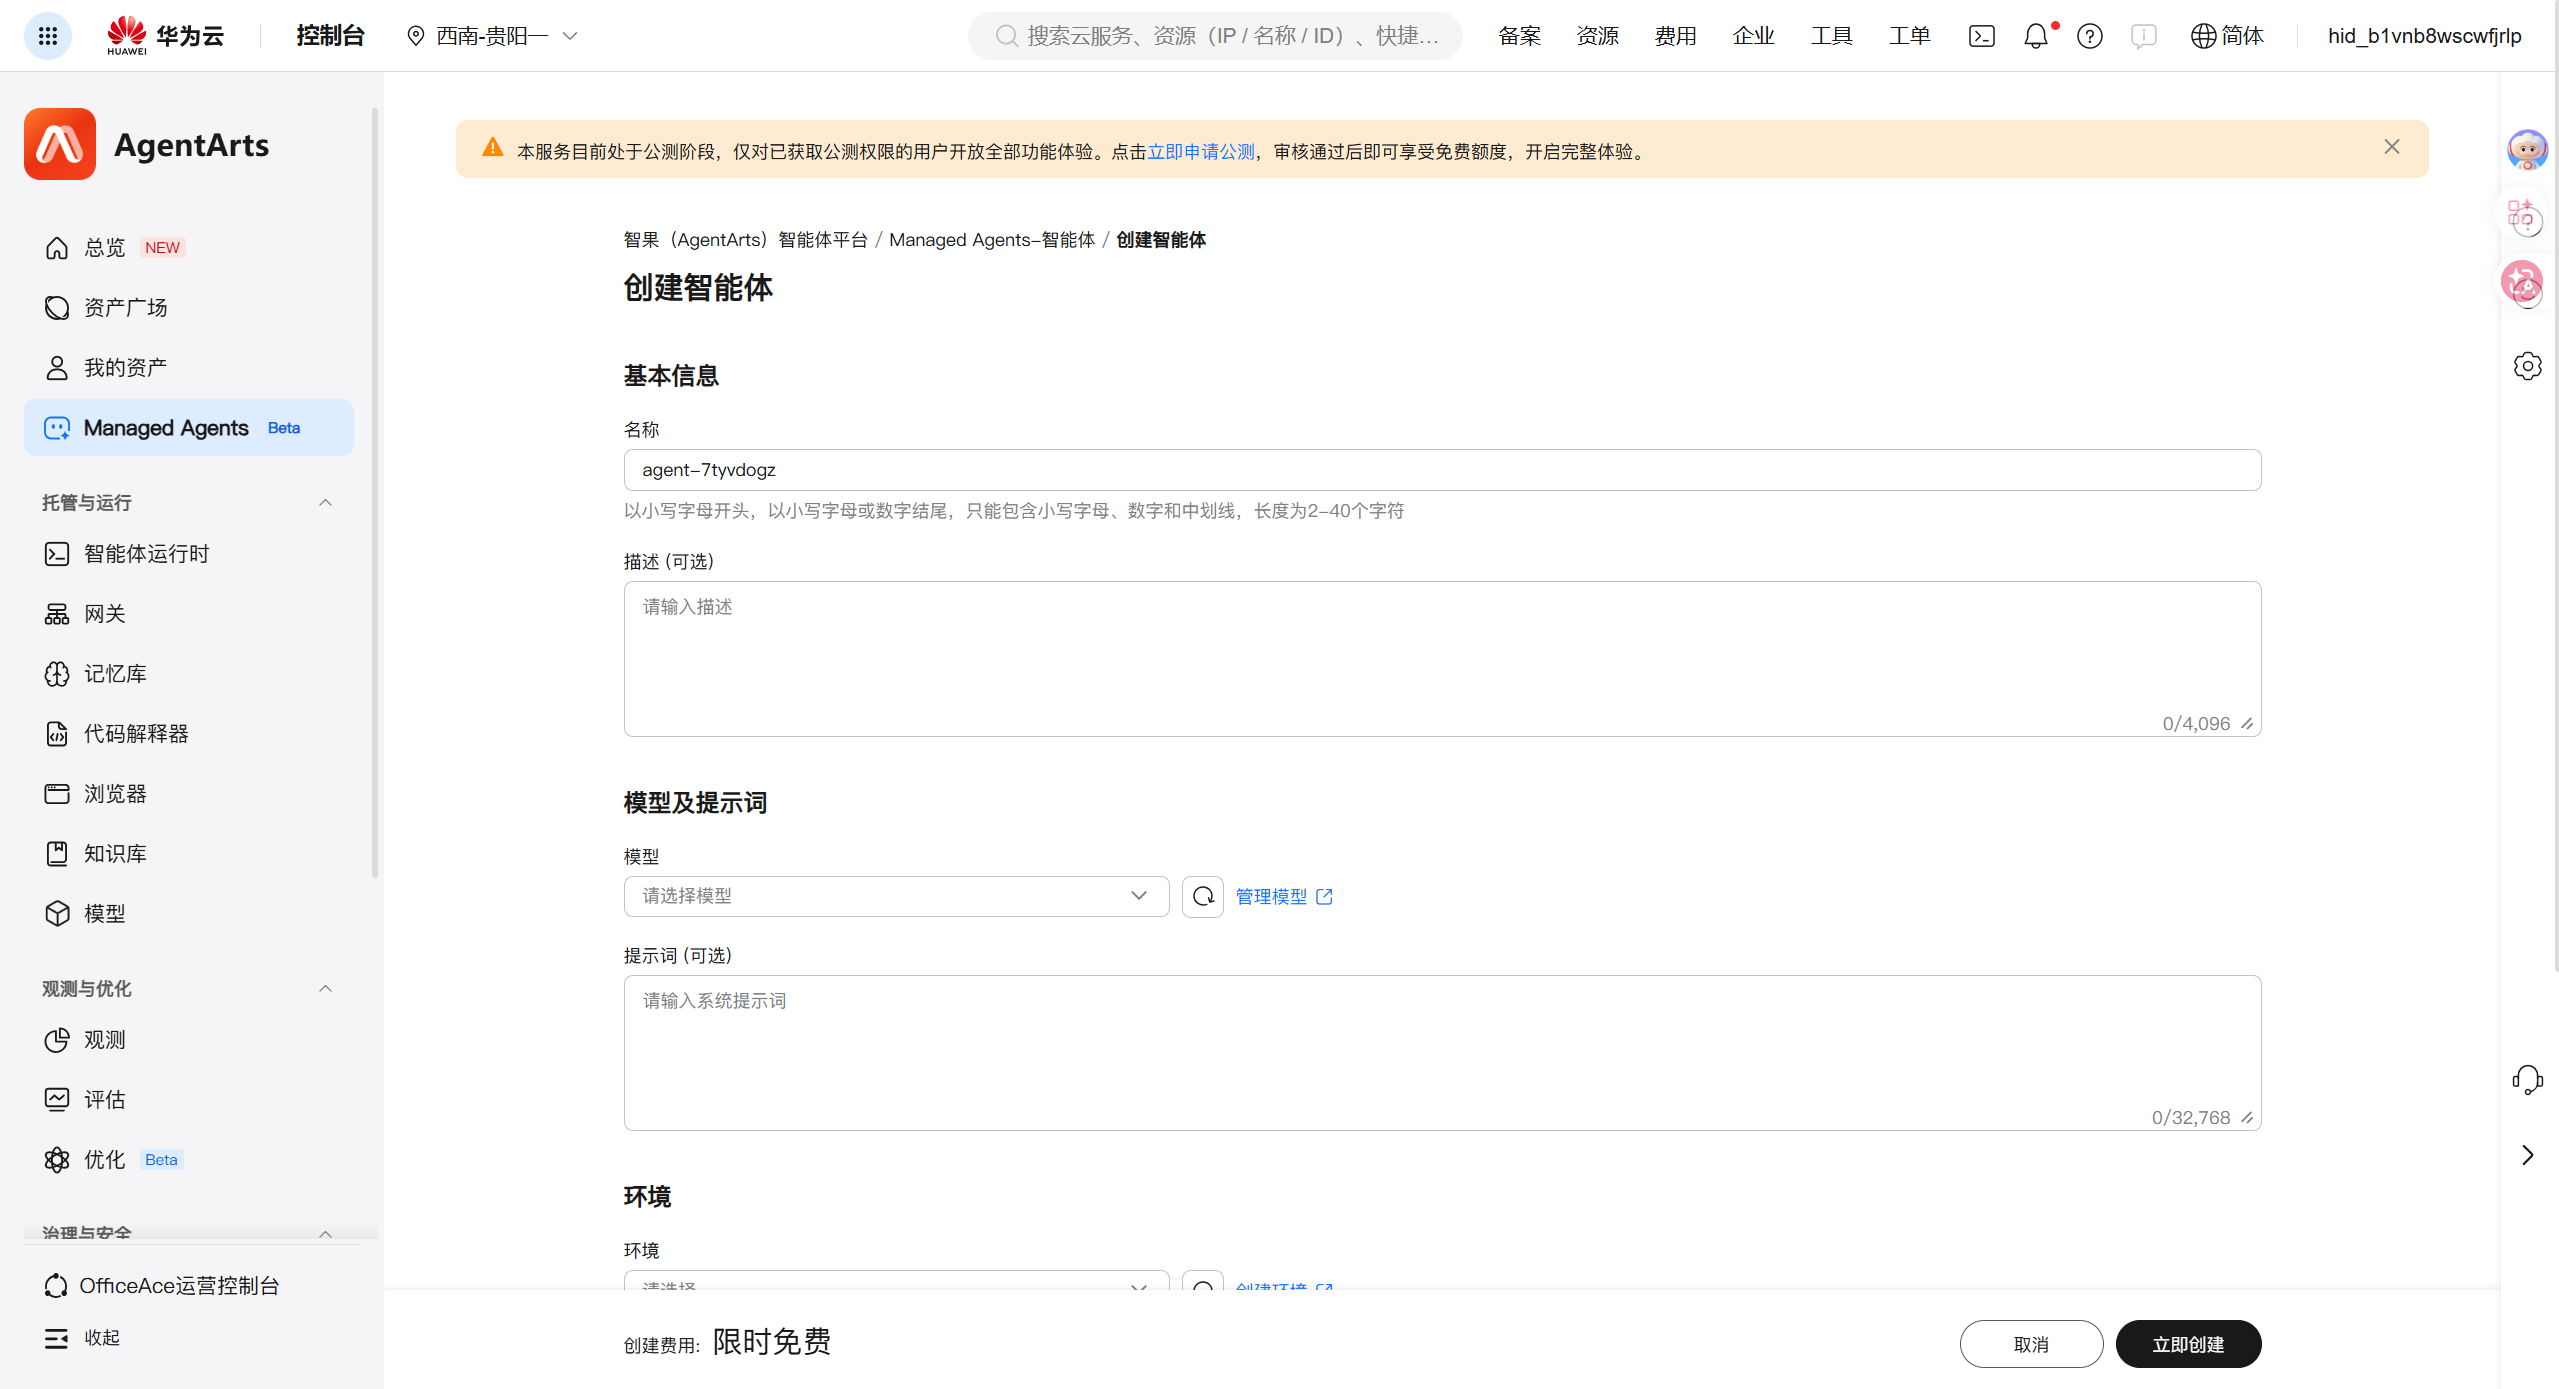 HUAWEI
华为云
控制台
西南-贵阳一
搜索云服务、资源（IP / 名称 / ID）、快捷...
备案
资源
费用
企业
工具
工单
简体
hid_b1vnb8wscwfjrlp
AgentArts
总览 NEW
资产广场
我的资产
Managed Agents Beta
托管与运行
智能体运行时
网关
记忆库
代码解释器
浏览器
知识库
模型
观测与优化
观测
评估
优化 Beta
治理与安全
OfficeAce运营控制台
收起
本服务目前处于公测阶段，仅对已获取公测权限的用户开放全部功能体验。点击立即申请公测，审核通过后即可享受免费额度，开启完整体验。
智果（AgentArts）智能体平台 / Managed Agents-智能体 / 创建智能体
创建智能体
基本信息
名称
agent-7tyvdogz
以小写字母开头，以小写字母或数字结尾，只能包含小写字母、数字和中划线，长度为2-40个字符
描述 (可选)
请输入描述
0/4,096
模型及提示词
模型
请选择模型
管理模型
提示词 (可选)
请输入系统提示词
0/32,768
环境
环境
请选择
创建环境
创建费用: 限时免费
取消
立即创建